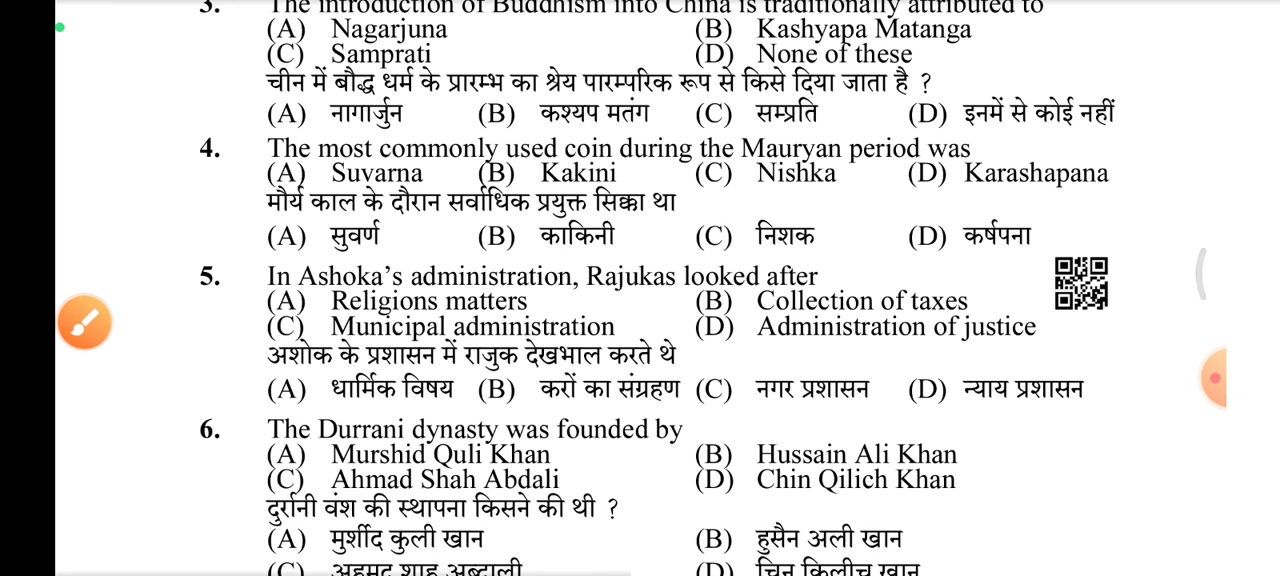 3. The introduction of Buddhism into China is traditionally attributed to
(A) Nagarjuna (B) Kashyapa Matanga
(C) Samprati (D) None of these
चीन में बौद्ध धर्म के प्रारम्भ का श्रेय पारम्परिक रूप से किसे दिया जाता है ?
(A) नागार्जुन (B) कश्यप मतंग (C) सम्प्रति (D) इनमें से कोई नहीं
4. The most commonly used coin during the Mauryan period was
(A) Suvarna (B) Kakini (C) Nishka (D) Karashapana
मौर्य काल के दौरान सर्वाधिक प्रयुक्त सिक्का था
(A) सुवर्ण (B) काकिनी (C) निशक (D) कर्षपना
5. In Ashoka’s administration, Rajukas looked after
(A) Religions matters (B) Collection of taxes
(C) Municipal administration (D) Administration of justice
अशोक के प्रशासन में राजुक देखभाल करते थे
(A) धार्मिक विषय (B) करों का संग्रहण (C) नगर प्रशासन (D) न्याय प्रशासन
6. The Durrani dynasty was founded by
(A) Murshid Quli Khan (B) Hussain Ali Khan
(C) Ahmad Shah Abdali (D) Chin Qilich Khan
दुर्रानी वंश की स्थापना किसने की थी ?
(A) मुर्शीद कुली खान (B) हुसैन अली खान
(C) अहमद शाह अब्दाली (D) चिन किलीच खान